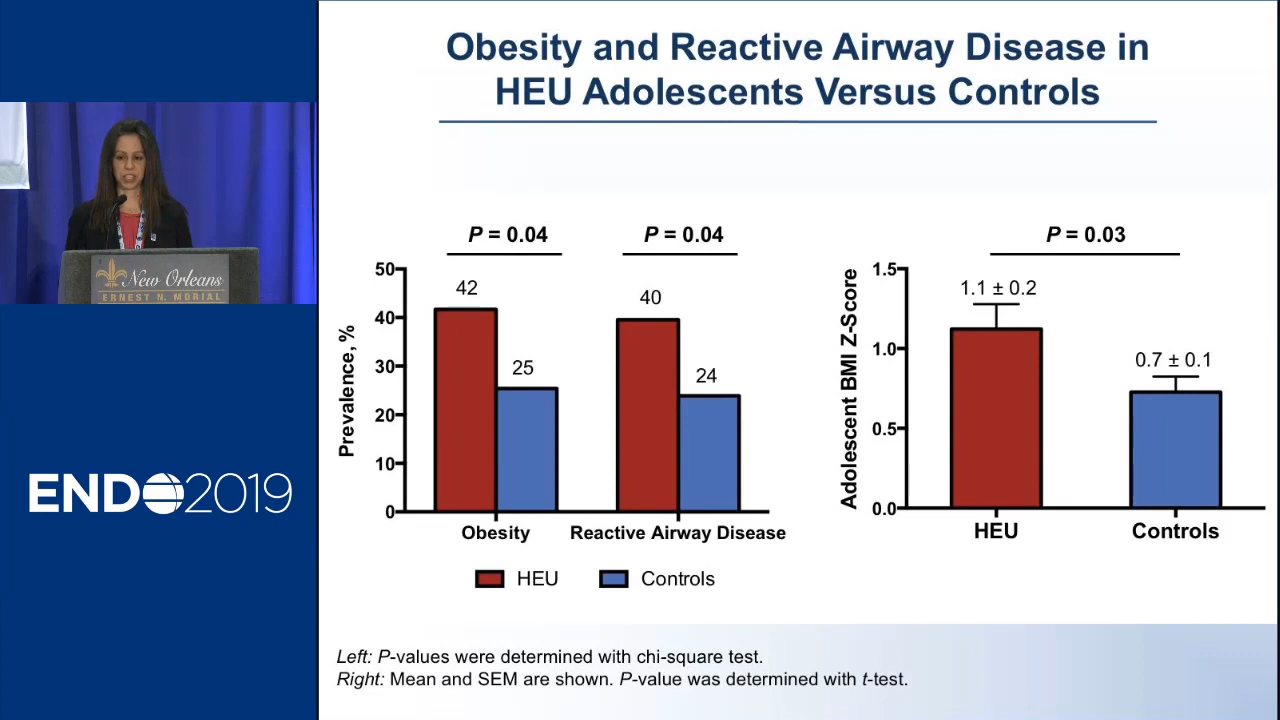 Obesity and Reactive Airway Disease in
HEU Adolescents Versus Controls
New Orleans
ERNEST N. MORIAL
END 2019
P = 0.04
P = 0.04
Prevalence, %
50
40
30
20
10
0
42
25
40
24
Obesity
Reactive Airway Disease
HEU
Controls
P = 0.03
Adolescent BMI Z-Score
1.5
1.0
0.5
0.0
1.1 ± 0.2
0.7 ± 0.1
HEU
Controls
Left: P-values were determined with chi-square test.
Right: Mean and SEM are shown. P-value was determined with t-test.